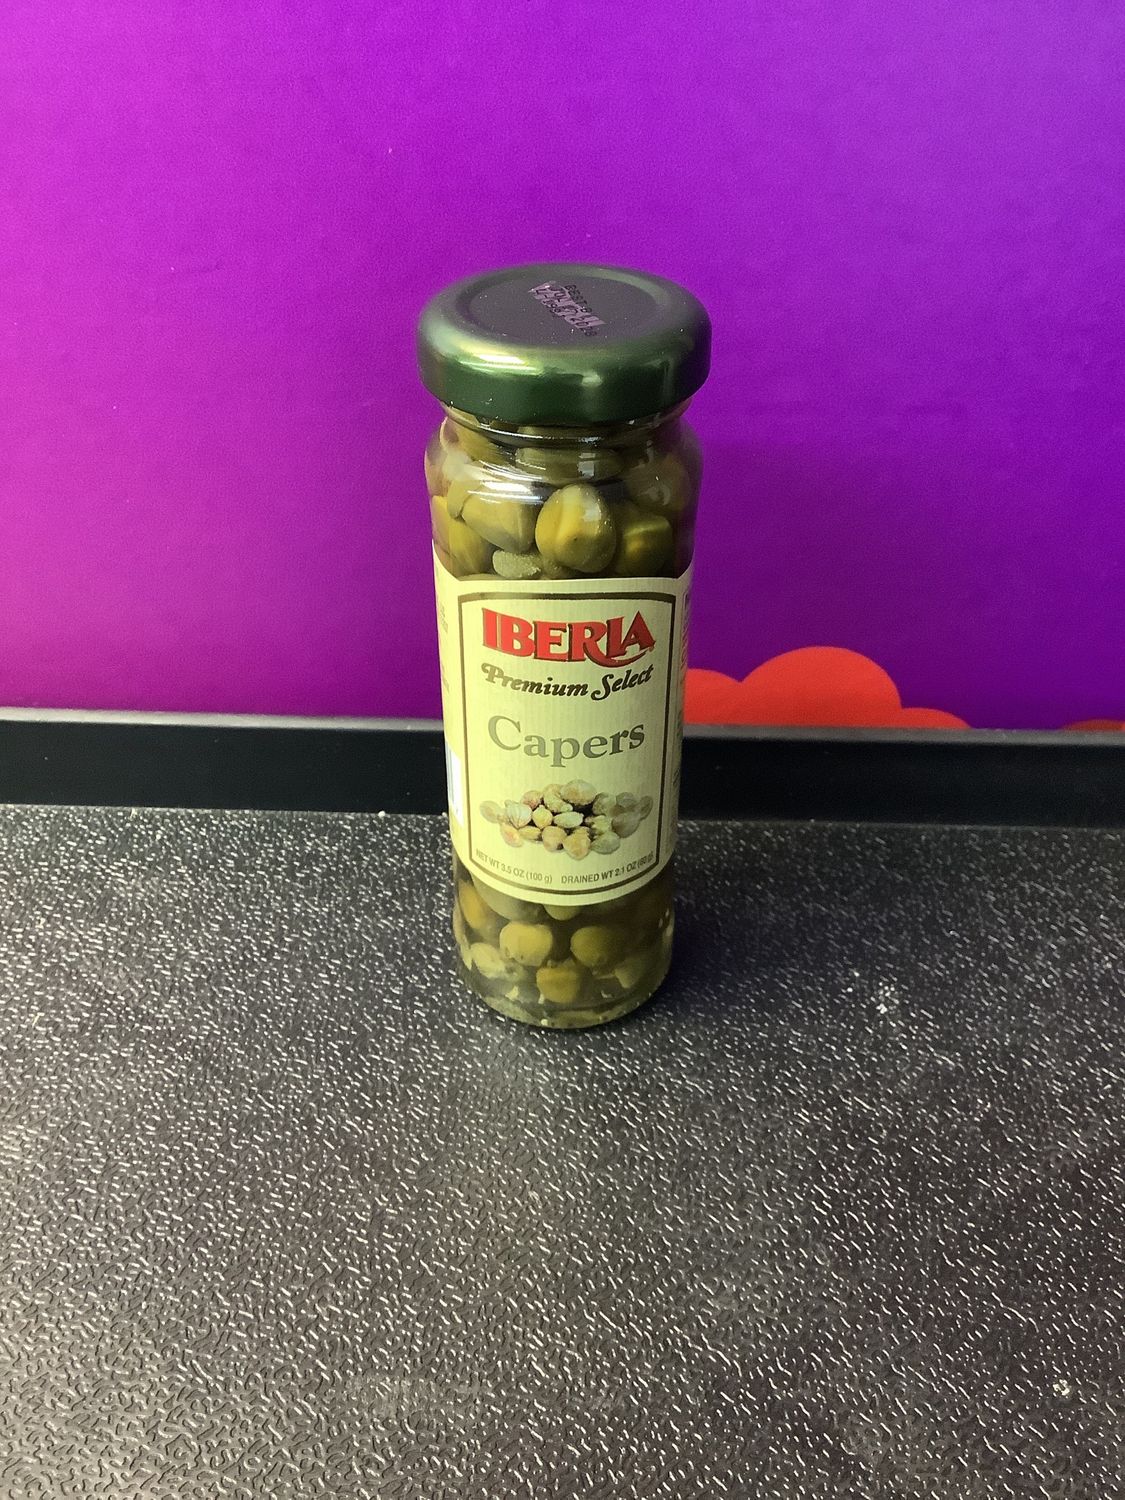 IBERIA
Premium Select
Capers
NET WT 3.5 OZ (100 g) DRAINED WT 2.1 OZ (60 g)